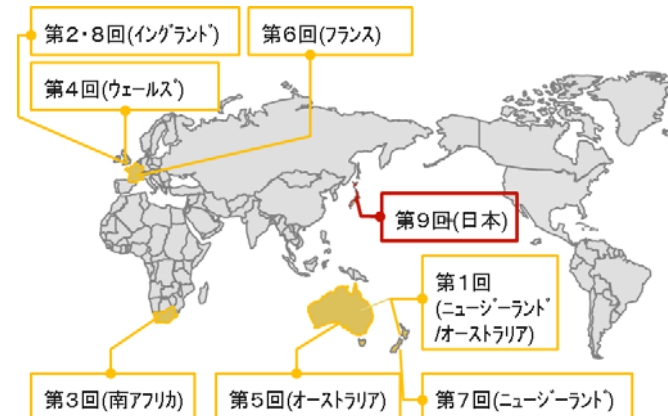 第2・8回(イングランド)
第6回(フランス)
第4回(ウェールズ)
第9回(日本)
第1回
(ニュージーランド
/オーストラリア)
第3回(南アフリカ)
第5回(オーストラリア)
第7回(ニュージーランド)